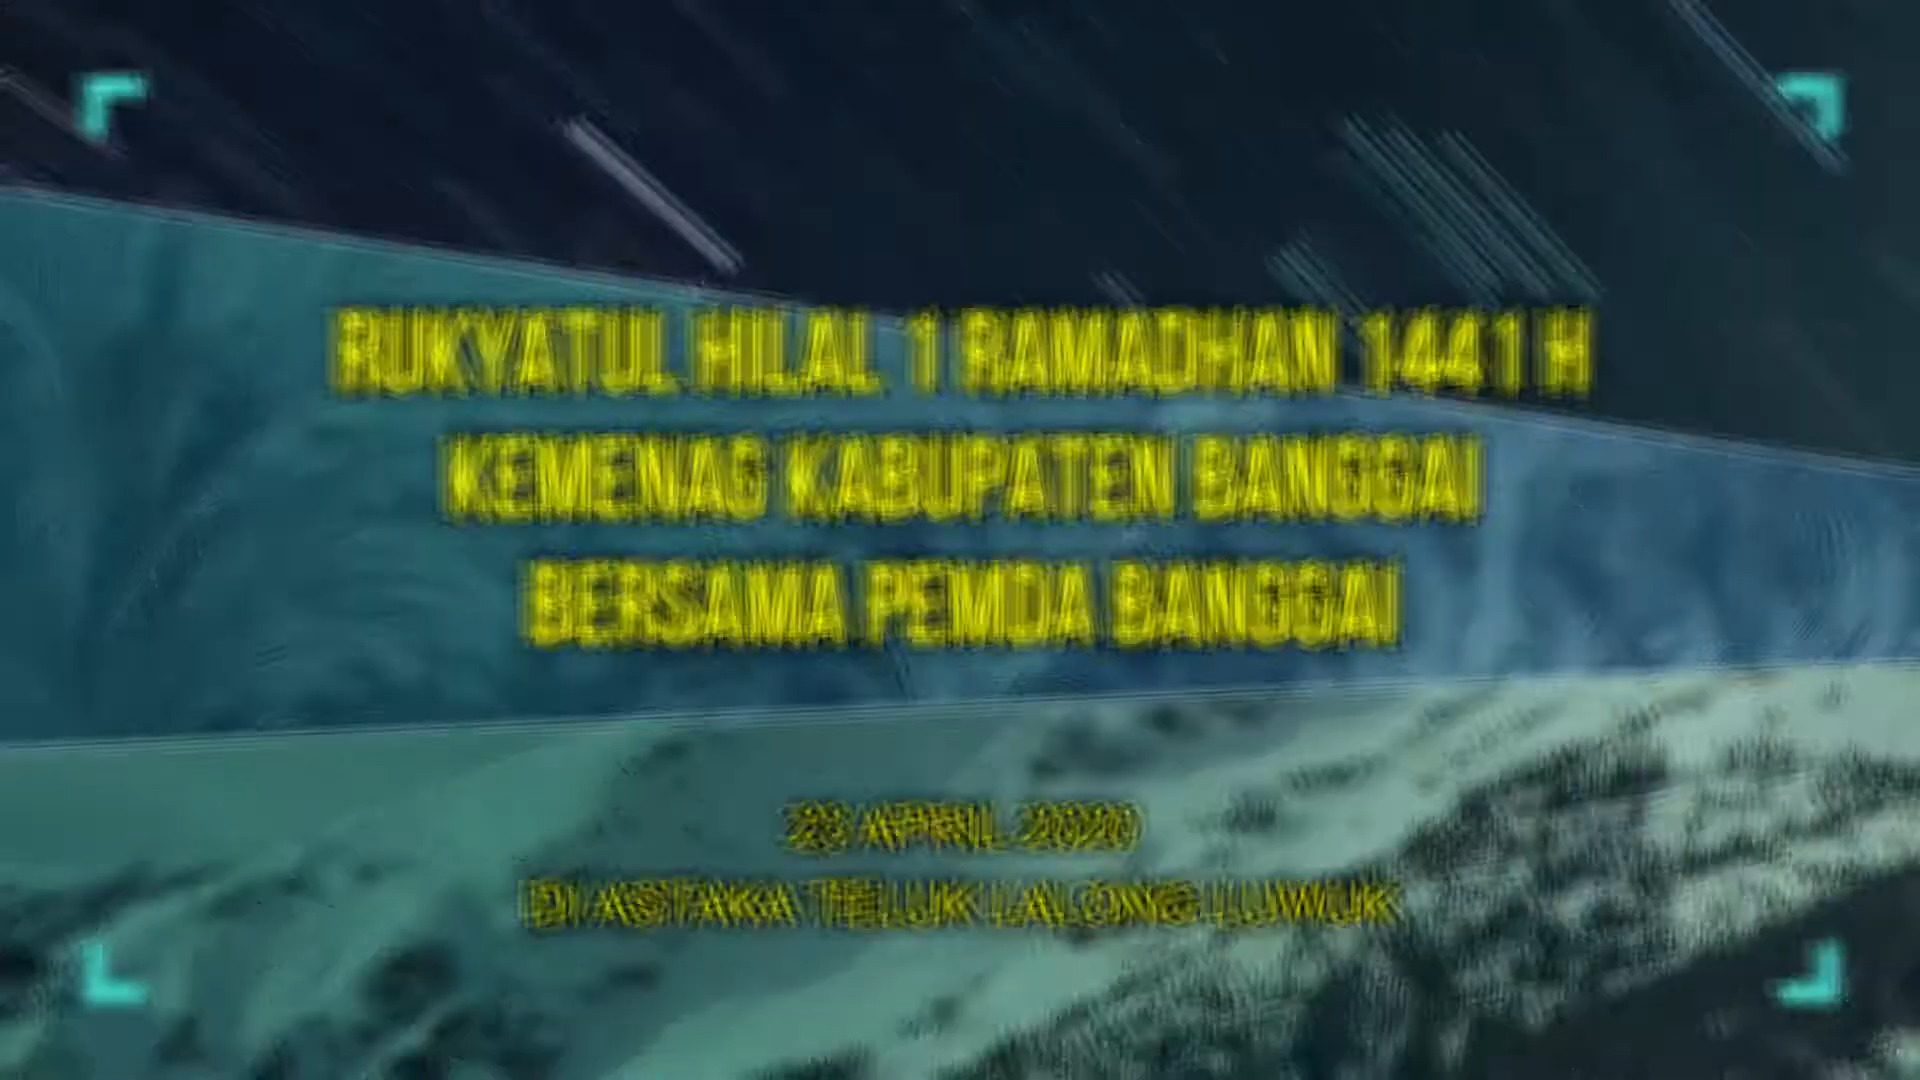 RUKYATUL HILAL 1 RAMADHAN 1441 H
KEMENAG KABUPATEN BANGGAI
BERSAMA PEMDA BANGGAI
23 APRIL 2020
DI ASTAKA TELUK LALONG LUWUK